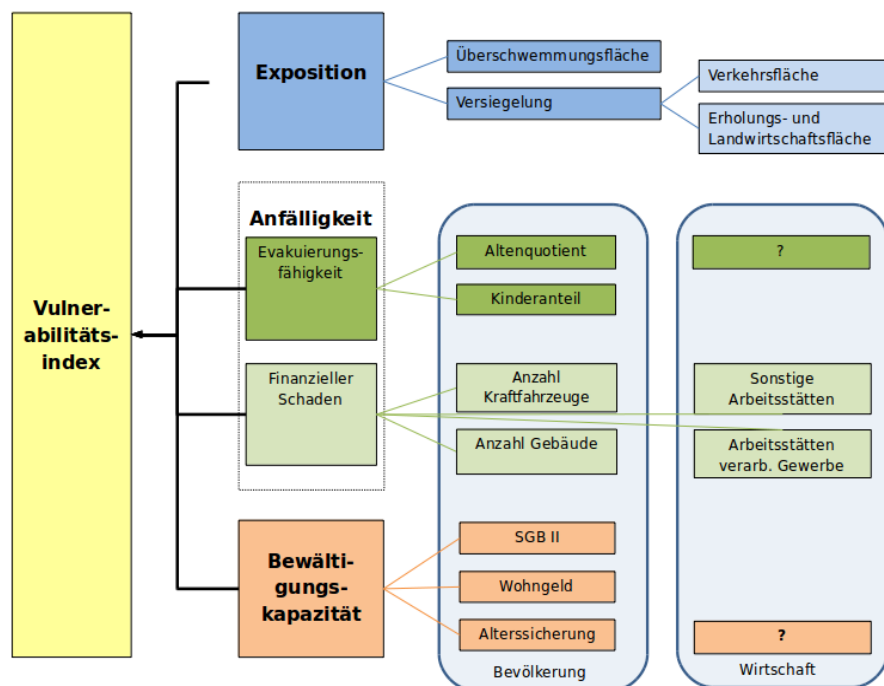 Vulner-
abilitäts-
index
Exposition
Überschwemmungsfläche
Versiegelung
Verkehrsfläche
Erholungs- und
Landwirtschaftsfläche
Anfälligkeit
Evakuierungs-
fähigkeit
Altenquotient
Kinderanteil
?
Finanzieller
Schaden
Anzahl
Kraftfahrzeuge
Anzahl Gebäude
Sonstige
Arbeitsstätten
Arbeitsstätten
verarb. Gewerbe
Bewälti-
gungs-
kapazität
SGB II
Wohngeld
Alterssicherung
?
Bevölkerung
Wirtschaft